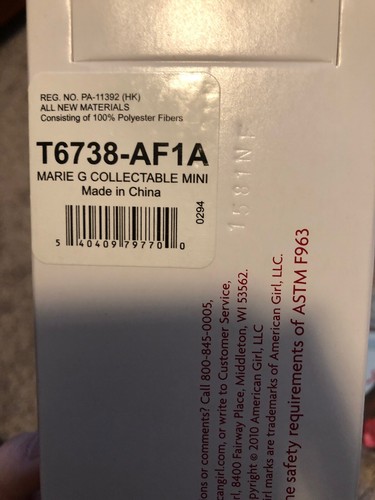 REG. NO. PA-11392 (HK)
ALL NEW MATERIALS
Consisting of 100% Polyester Fibers
T6738-AF1A
MARIE G COLLECTABLE MINI
Made in China
0294
5 40409 79770 0
1581NF
ons or comments? Call 800-845-0005,
cangirl.com, or write to Customer Service,
rl, 8400 Fairway Place, Middleton, WI 53562.
pyright © 2010 American Girl, LLC
rl marks are trademarks of American Girl, LLC.
he safety requirements of ASTM F963